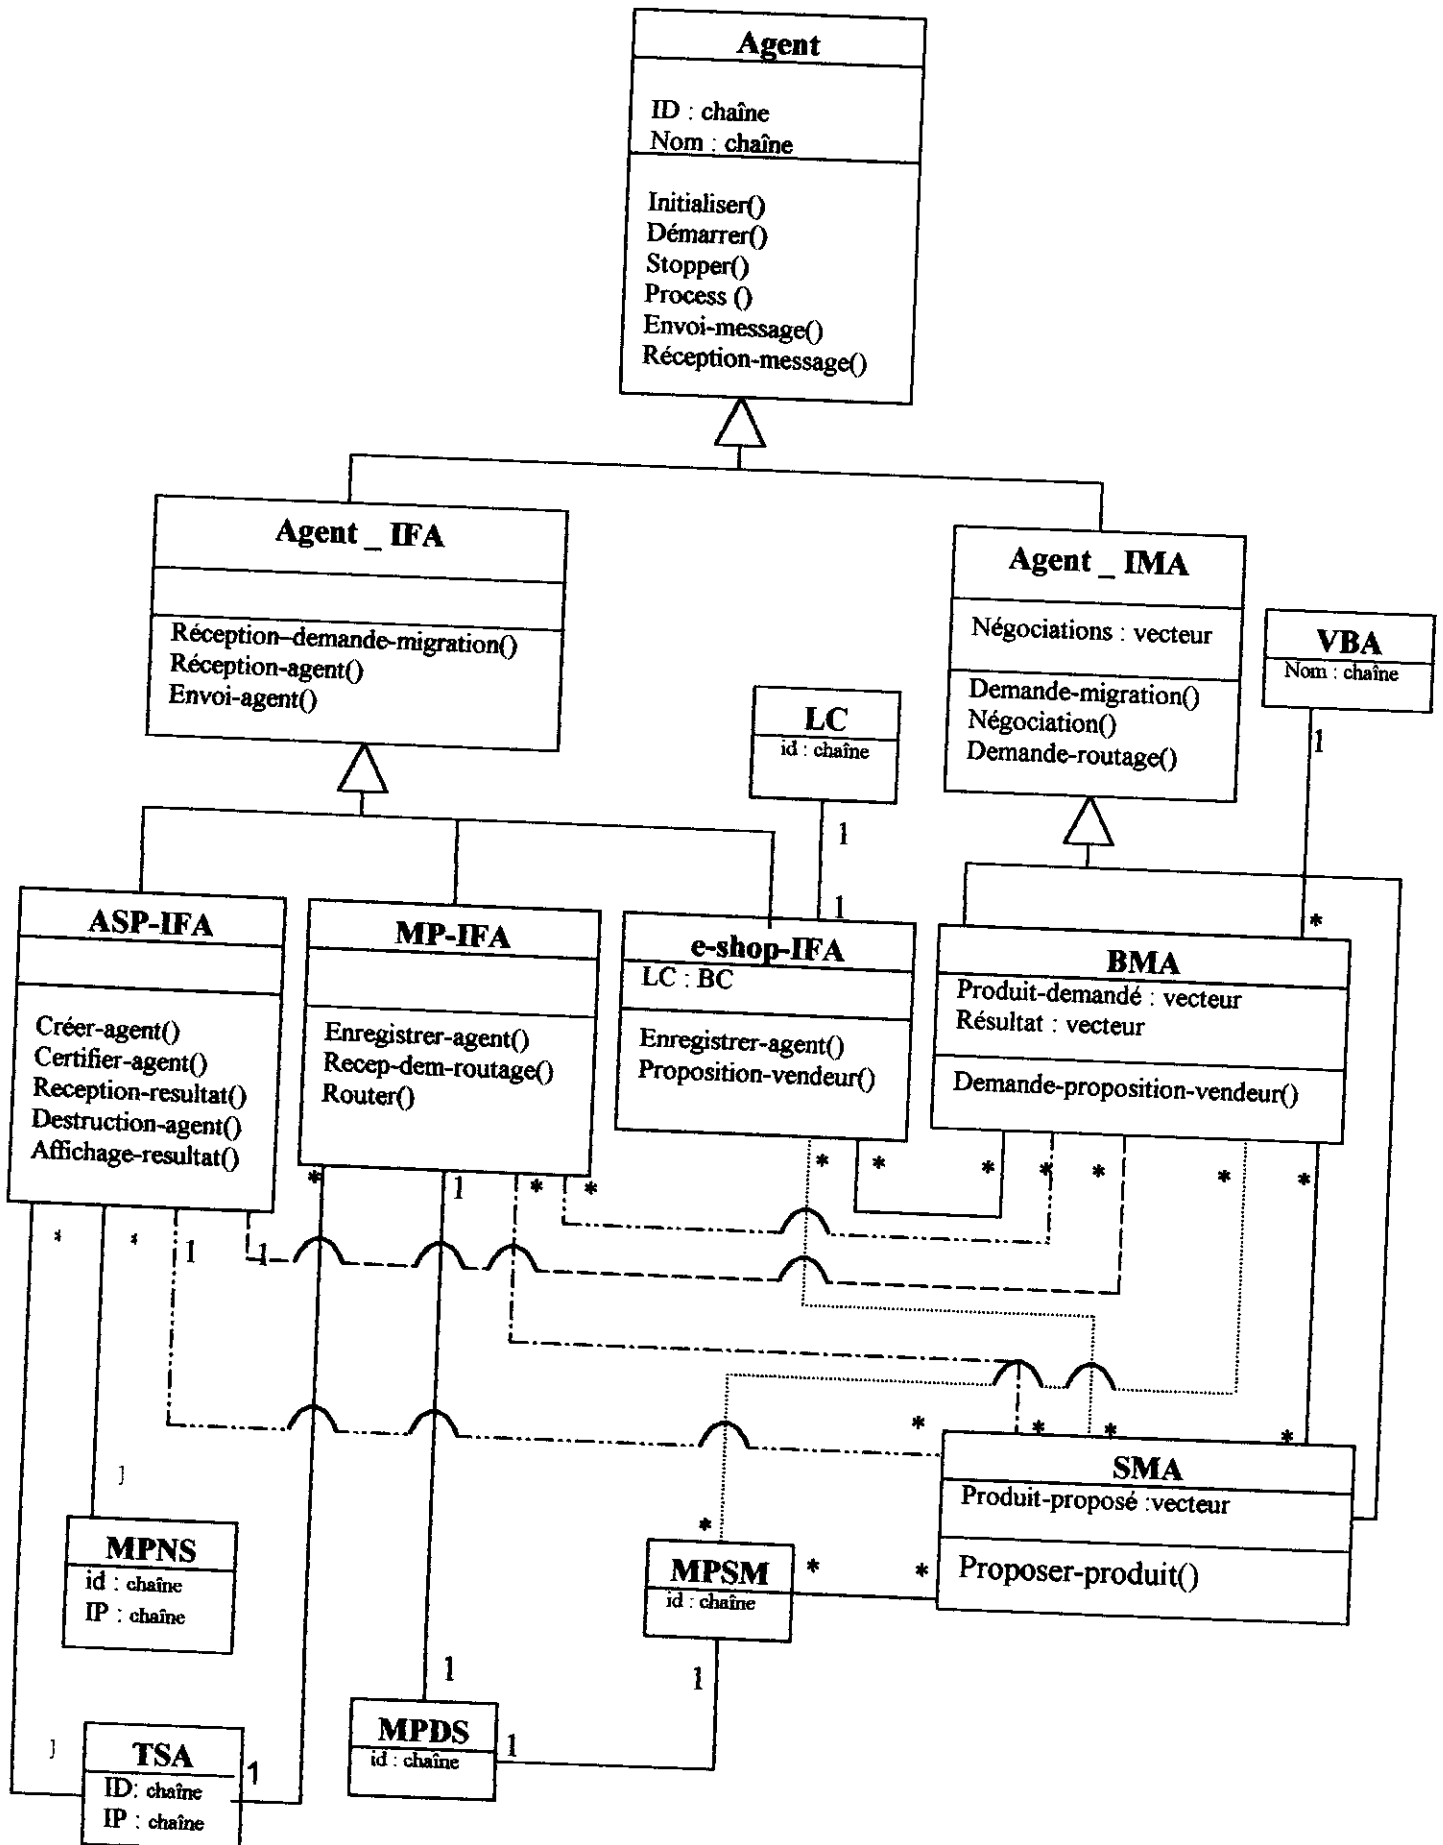 Agent
ID : chaîne
Nom : chaîne
Initialiser()
Démarrer()
Stopper()
Process ()
Envoi-message()
Réception-message()
Agent _ IFA
Réception–demande-migration()
Réception-agent()
Envoi-agent()
Agent _ IMA
Négociations : vecteur
Demande-migration()
Négociation()
Demande-routage()
VBA
Nom : chaîne
1
*
LC
id : chaîne
1
1
ASP-IFA
Créer-agent()
Certifier-agent()
Reception-resultat()
Destruction-agent()
Affichage-resultat()
MP-IFA
Enregistrer-agent()
Recep-dem-routage()
Router()
e-shop-IFA
LC : BC
Enregistrer-agent()
Proposition-vendeur()
BMA
Produit-demandé : vecteur
Résultat : vecteur
Demande-proposition-vendeur()
* * 1 1
* 1 * *
* *
* * * * *
* * * *
SMA
Produit-proposé :vecteur
Proposer-produit()
1
MPNS
id : chaîne
IP : chaîne
*
MPSM
id : chaîne
* *
1
1
MPDS
id : chaîne
1
1
TSA
ID: chaîne
IP : chaîne
1